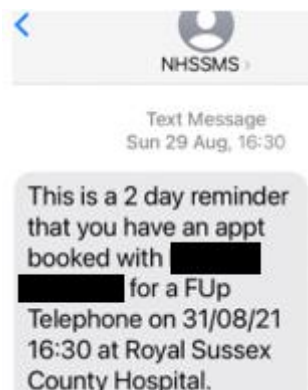 NHSSMS
Text Message
Sun 29 Aug, 16:30
This is a 2 day reminder
that you have an appt
booked with
for a FUp
Telephone on 31/08/21
16:30 at Royal Sussex
County Hospital.